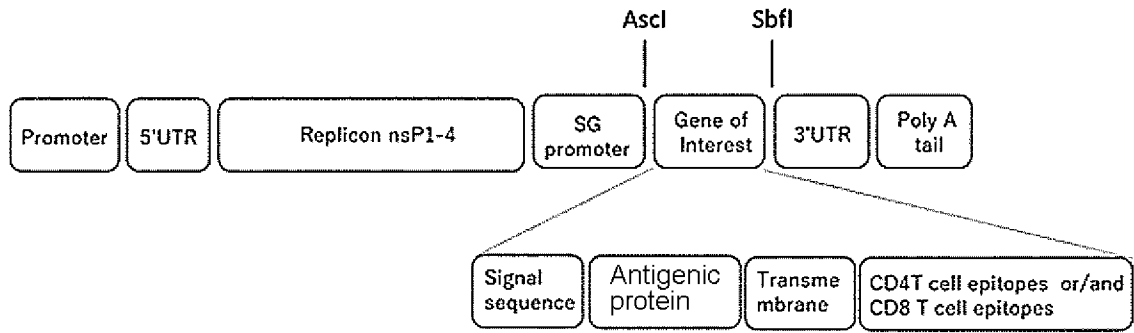 AscI
SbfI
Promoter
5'UTR
Replicon nsP1-4
SG
promoter
Gene of
Interest
3'UTR
Poly A
tail
Signal
sequence
Antigenic
protein
Transme
mbrane
CD4T cell epitopes or/and
CD8 T cell epitopes